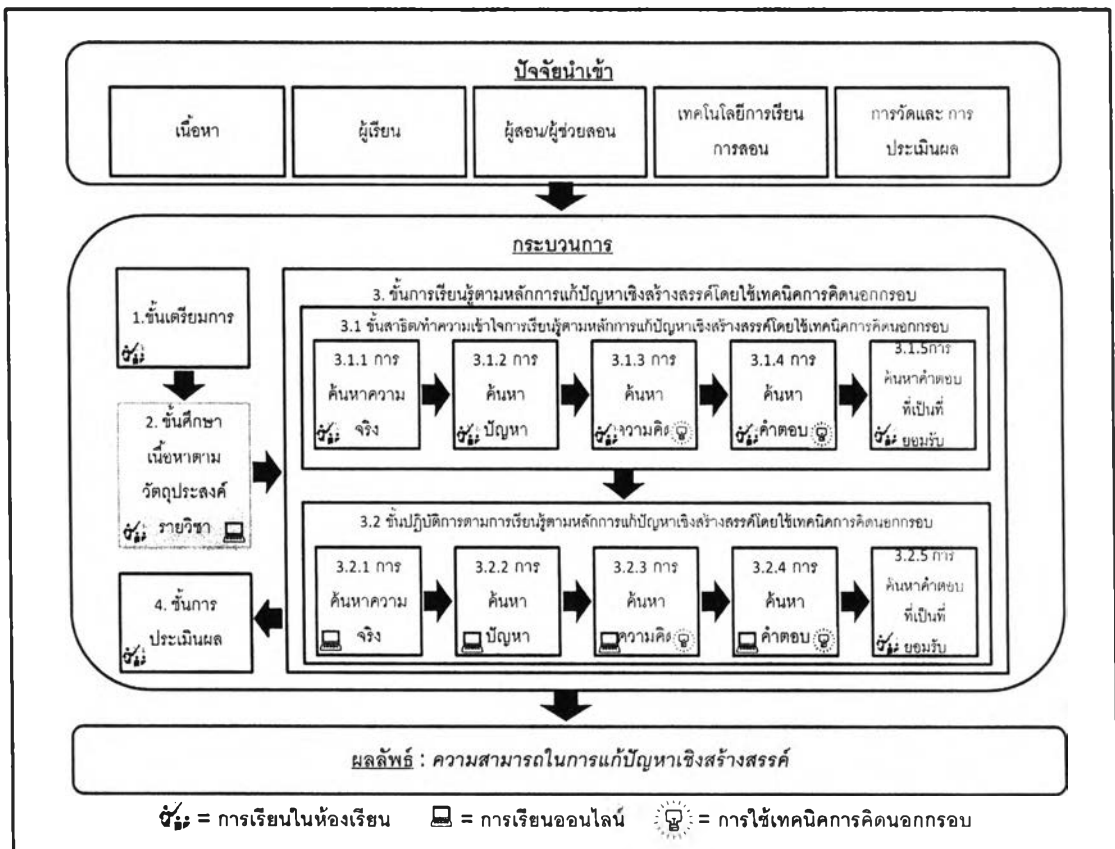 ปัจจัยนำเข้า
เนื้อหา
ผู้เรียน
ผู้สอน/ผู้ช่วยสอน
เทคโนโลยีการเรียน
การสอน
การวัดและ การ
ประเมินผล
กระบวนการ
1.ขั้นเตรียมการ
2. ขั้นศึกษา
เนื้อหาตาม
วัตถุประสงค์
รายวิชา
3. ขั้นการเรียนรู้ตามหลักการแก้ปัญหาเชิงสร้างสรรค์โดยใช้เทคนิคการคิดนอกกรอบ
3.1 ขั้นสาธิต/ทำความเข้าใจการเรียนรู้ตามหลักการแก้ปัญหาเชิงสร้างสรรค์โดยใช้เทคนิคการคิดนอกกรอบ
3.1.1 การ
ค้นหาความ
จริง
3.1.2 การ
ค้นหา
ปัญหา
3.1.3 การ
ค้นหา
ความคิด
3.1.4 การ
ค้นหา
คำตอบ
3.1.5การ
ค้นหาคำตอบ
ที่เป็นที่
ยอมรับ
3.2 ขั้นปฏิบัติการตามการเรียนรู้ตามหลักการแก้ปัญหาเชิงสร้างสรรค์โดยใช้เทคนิคการคิดนอกกรอบ
3.2.1 การ
ค้นหาความ
จริง
3.2.2 การ
ค้นหา
ปัญหา
3.2.3 การ
ค้นหา
ความคิด
3.2.4 การ
ค้นหา
คำตอบ
3.2.5 การ
ค้นหาคำตอบ
ที่เป็นที่
ยอมรับ
4. ขั้นการ
ประเมินผล
ผลลัพธ์ : ความสามารถในการแก้ปัญหาเชิงสร้างสรรค์
= การเรียนในห้องเรียน = การเรียนออนไลน์ = การใช้เทคนิคการคิดนอกกรอบ